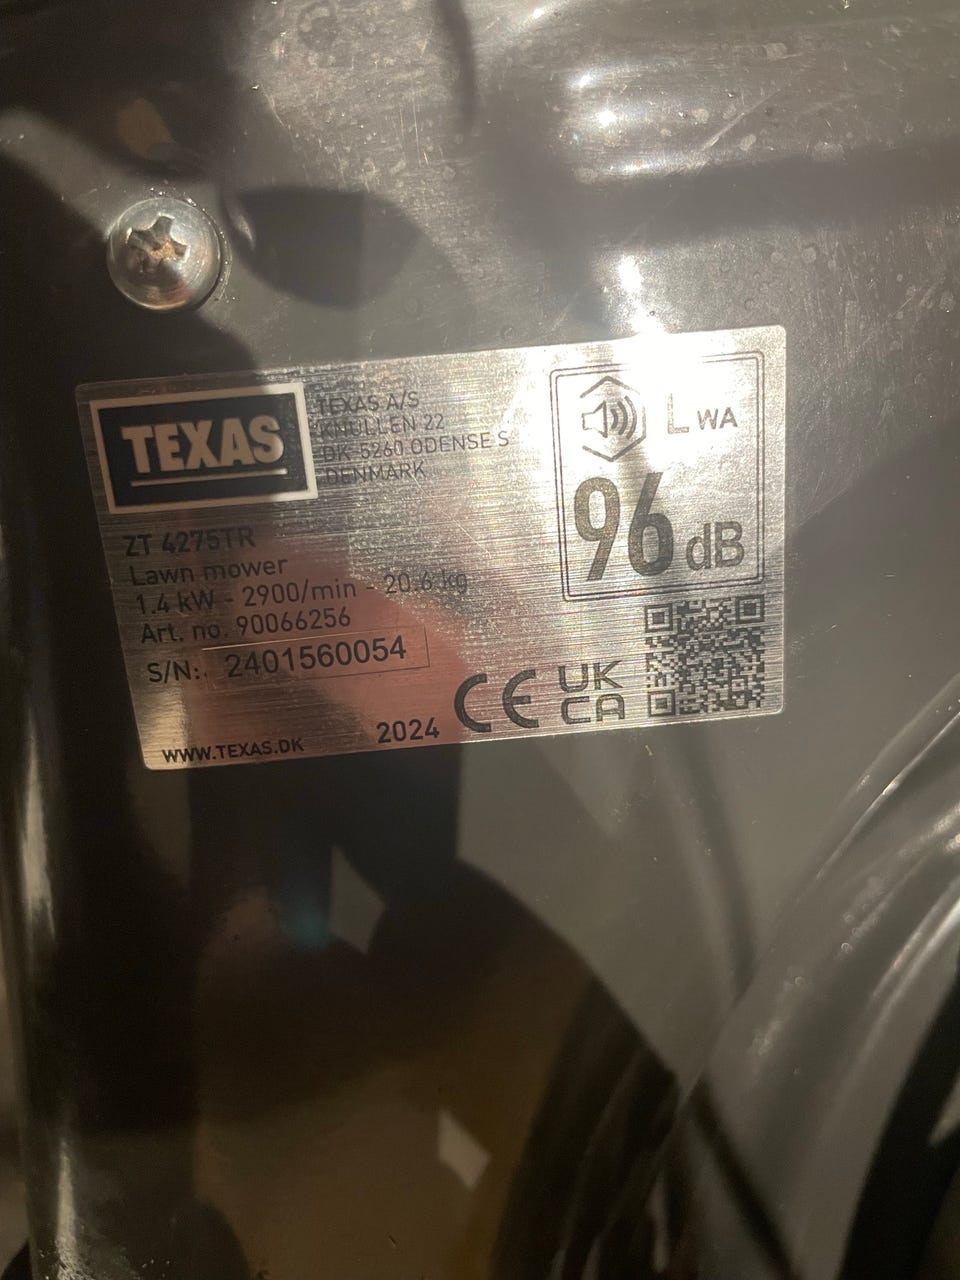 TEXAS
TEXAS A/S
KNULLEN 22
DK-5260 ODENSE S
DENMARK
LWA
96 dB
ZT 4275TR
Lawn mower
1.4 kW - 2900/min - 20.6 kg
Art. no. 90066256
S/N: 2401560054
WWW.TEXAS.DK
2024
CE
UK
CA